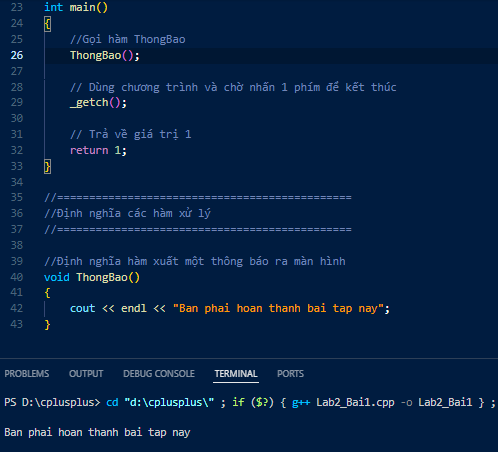 23 int main()
24 {
25 //Gọi hàm ThongBao
26 ThongBao();
27
28 // Dùng chương trình và chờ nhấn 1 phím để kết thúc
29 _getch();
30
31 // Trả về giá trị 1
32 return 1;
33 }
34
35 //==============================================
36 //Định nghĩa các hàm xử lý
37 //==============================================
38
39 //Định nghĩa hàm xuất một thông báo ra màn hình
40 void ThongBao()
41 {
42 cout << endl << "Ban phai hoan thanh bai tap nay";
43 }
PROBLEMS OUTPUT DEBUG CONSOLE TERMINAL PORTS
PS D:\cplusplus> cd "d:\cplusplus\" ; if ($?) { g++ Lab2_Bai1.cpp -o Lab2_Bai1 } ;
Ban phai hoan thanh bai tap nay